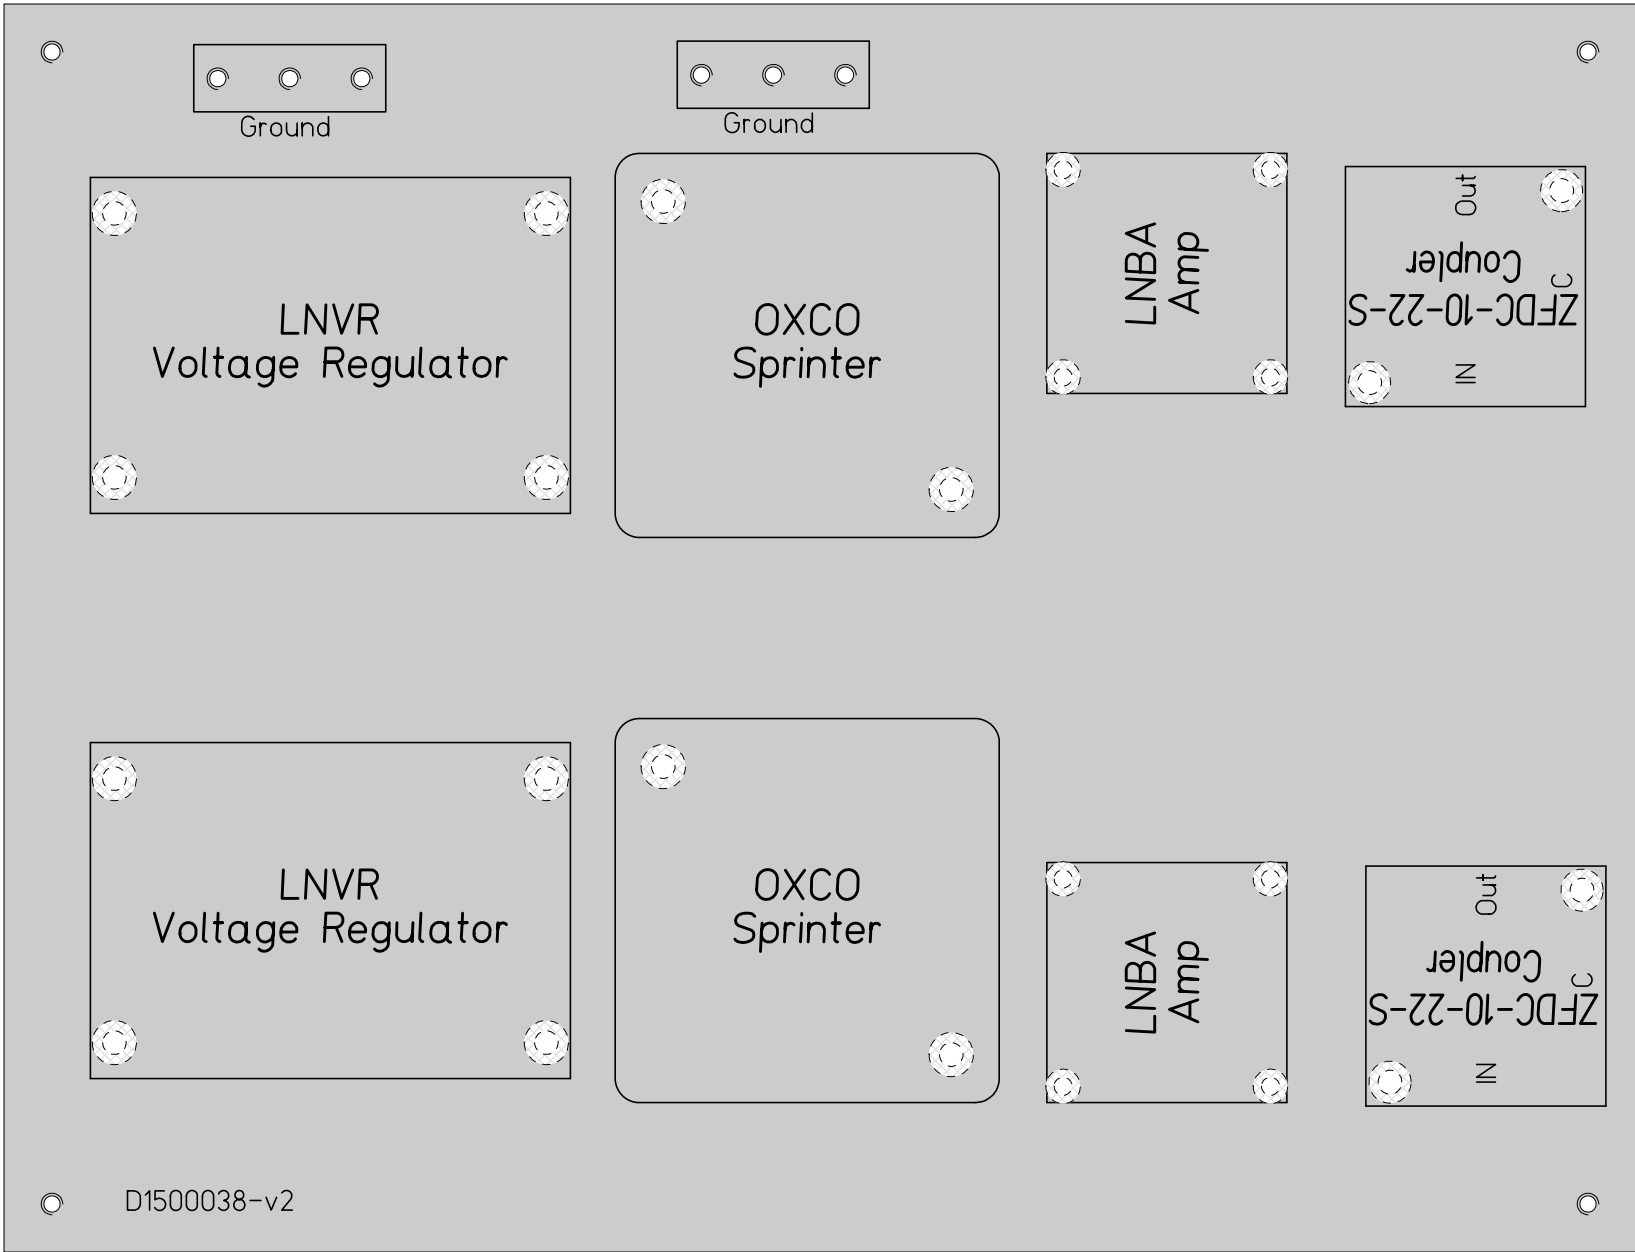 Ground
Ground
LNVR
Voltage Regulator
OXCO
Sprinter
LNBA
Amp
Out
C
ZFDC-10-22-S
Coupler
IN
LNVR
Voltage Regulator
OXCO
Sprinter
LNBA
Amp
Out
C
ZFDC-10-22-S
Coupler
IN
D1500038-v2